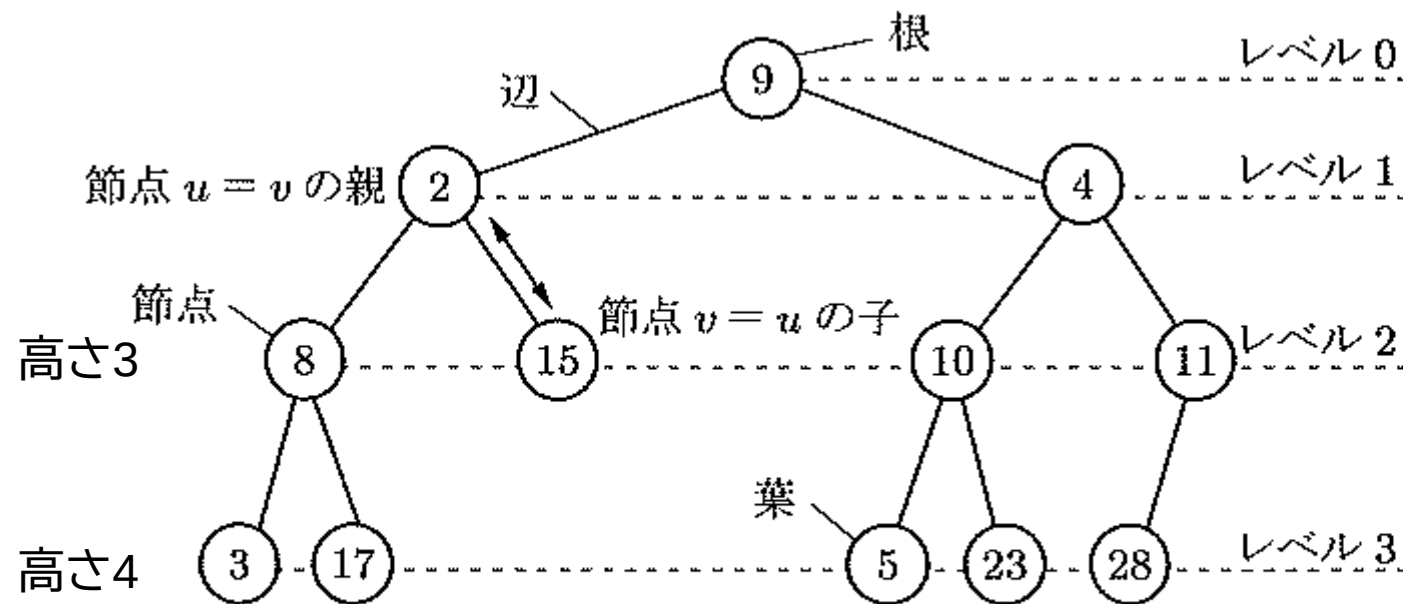 根
レベル 0
9
辺
節点 u = v の親
2
4
レベル 1
節点
節点 v = u の子
高さ3
8
15
10
11
レベル 2
葉
高さ4
3
17
5
23
28
レベル 3